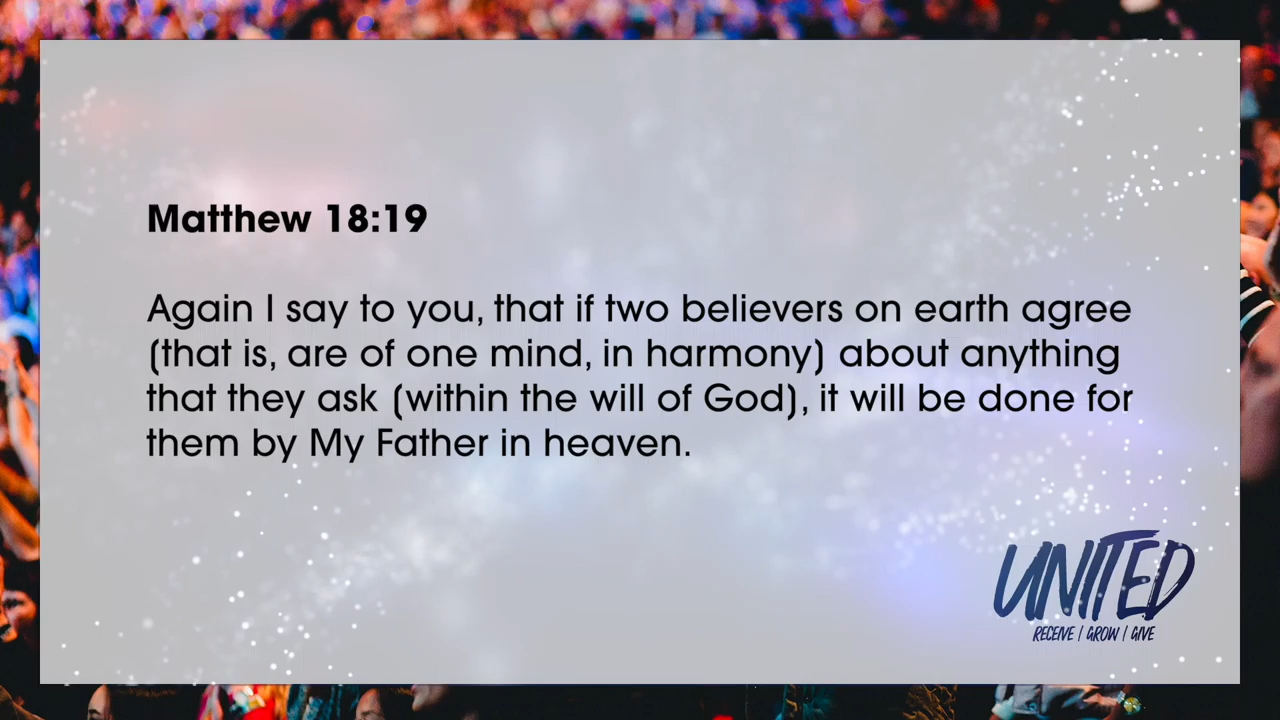 Matthew 18:19
Again I say to you, that if two believers on earth agree
(that is, are of one mind, in harmony) about anything
that they ask (within the will of God), it will be done for
them by My Father in heaven.
UNITED
RECEIVE / GROW / GIVE